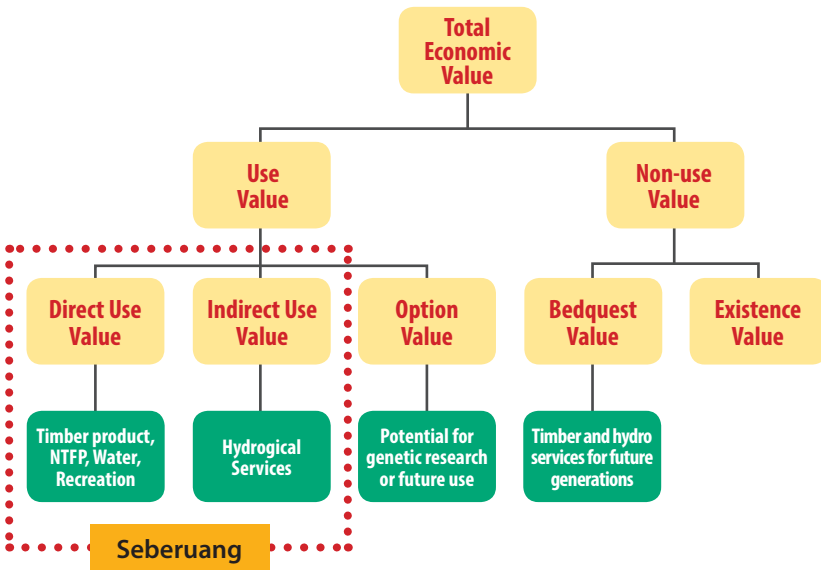 Total
Economic
Value
Use
Value
Non-use
Value
Direct Use
Value
Indirect Use
Value
Option
Value
Bedquest
Value
Existence
Value
Timber product,
NTFP, Water,
Recreation
Hydrogical
Services
Potential for
genetic research
or future use
Timber and hydro
services for future
generations
Seberuang